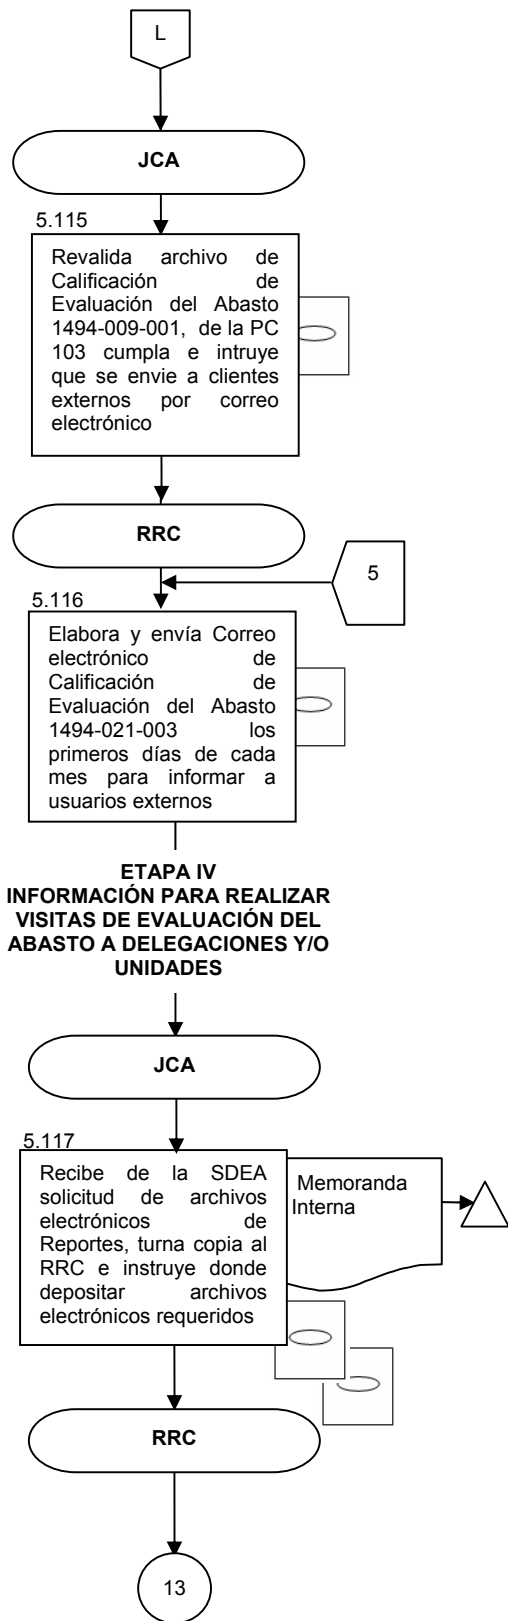 L
JCA
5.115
Revalida archivo de
Calificación de
Evaluación del Abasto
1494-009-001, de la PC
103 cumpla e intruye
que se envie a clientes
externos por correo
electrónico
RRC
5
5.116
Elabora y envía Correo
electrónico de
Calificación de
Evaluación del Abasto
1494-021-003 los
primeros días de cada
mes para informar a
usuarios externos
ETAPA IV
INFORMACIÓN PARA REALIZAR
VISITAS DE EVALUACIÓN DEL
ABASTO A DELEGACIONES Y/O
UNIDADES
JCA
5.117
Recibe de la SDEA
solicitud de archivos
electrónicos de
Reportes, turna copia al
RRC e instruye donde
depositar archivos
electrónicos requeridos
Memoranda
Interna
RRC
13